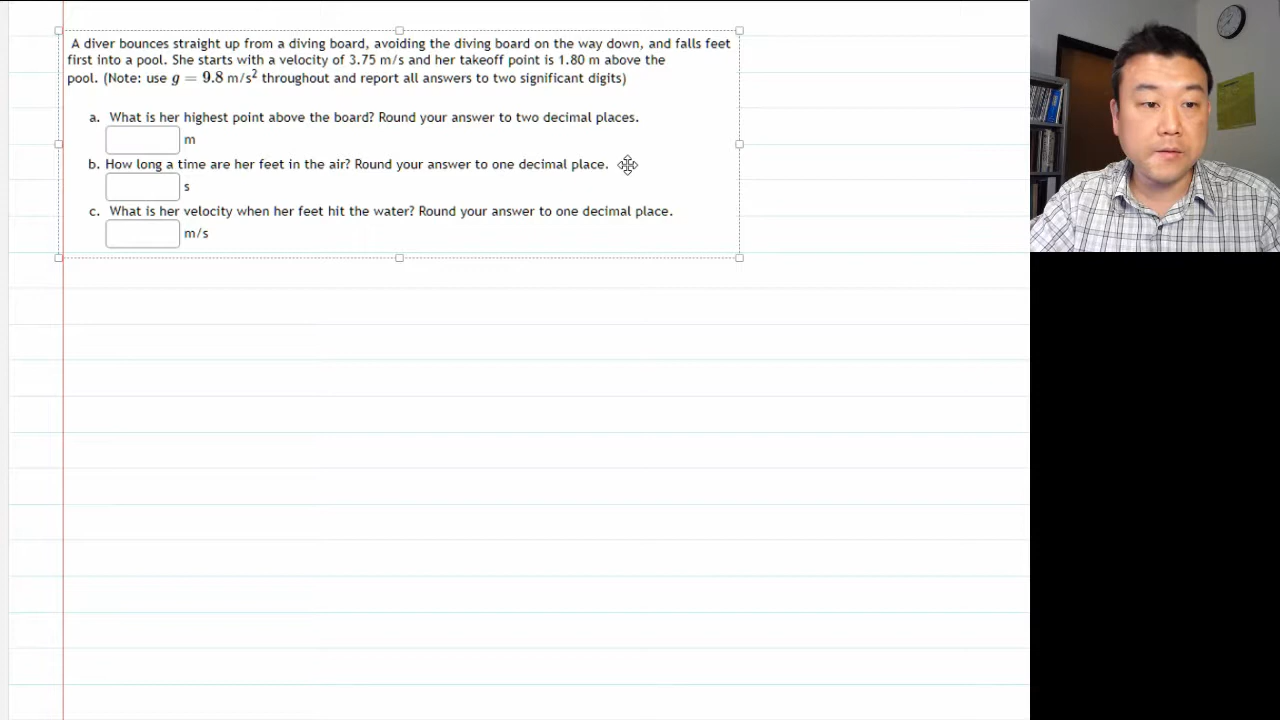 A diver bounces straight up from a diving board, avoiding the diving board on the way down, and falls feet
first into a pool. She starts with a velocity of 3.75 m/s and her takeoff point is 1.80 m above the
pool. (Note: use g = 9.8 m/s² throughout and report all answers to two significant digits)
a. What is her highest point above the board? Round your answer to two decimal places.
m
b. How long a time are her feet in the air? Round your answer to one decimal place.
s
c. What is her velocity when her feet hit the water? Round your answer to one decimal place.
m/s